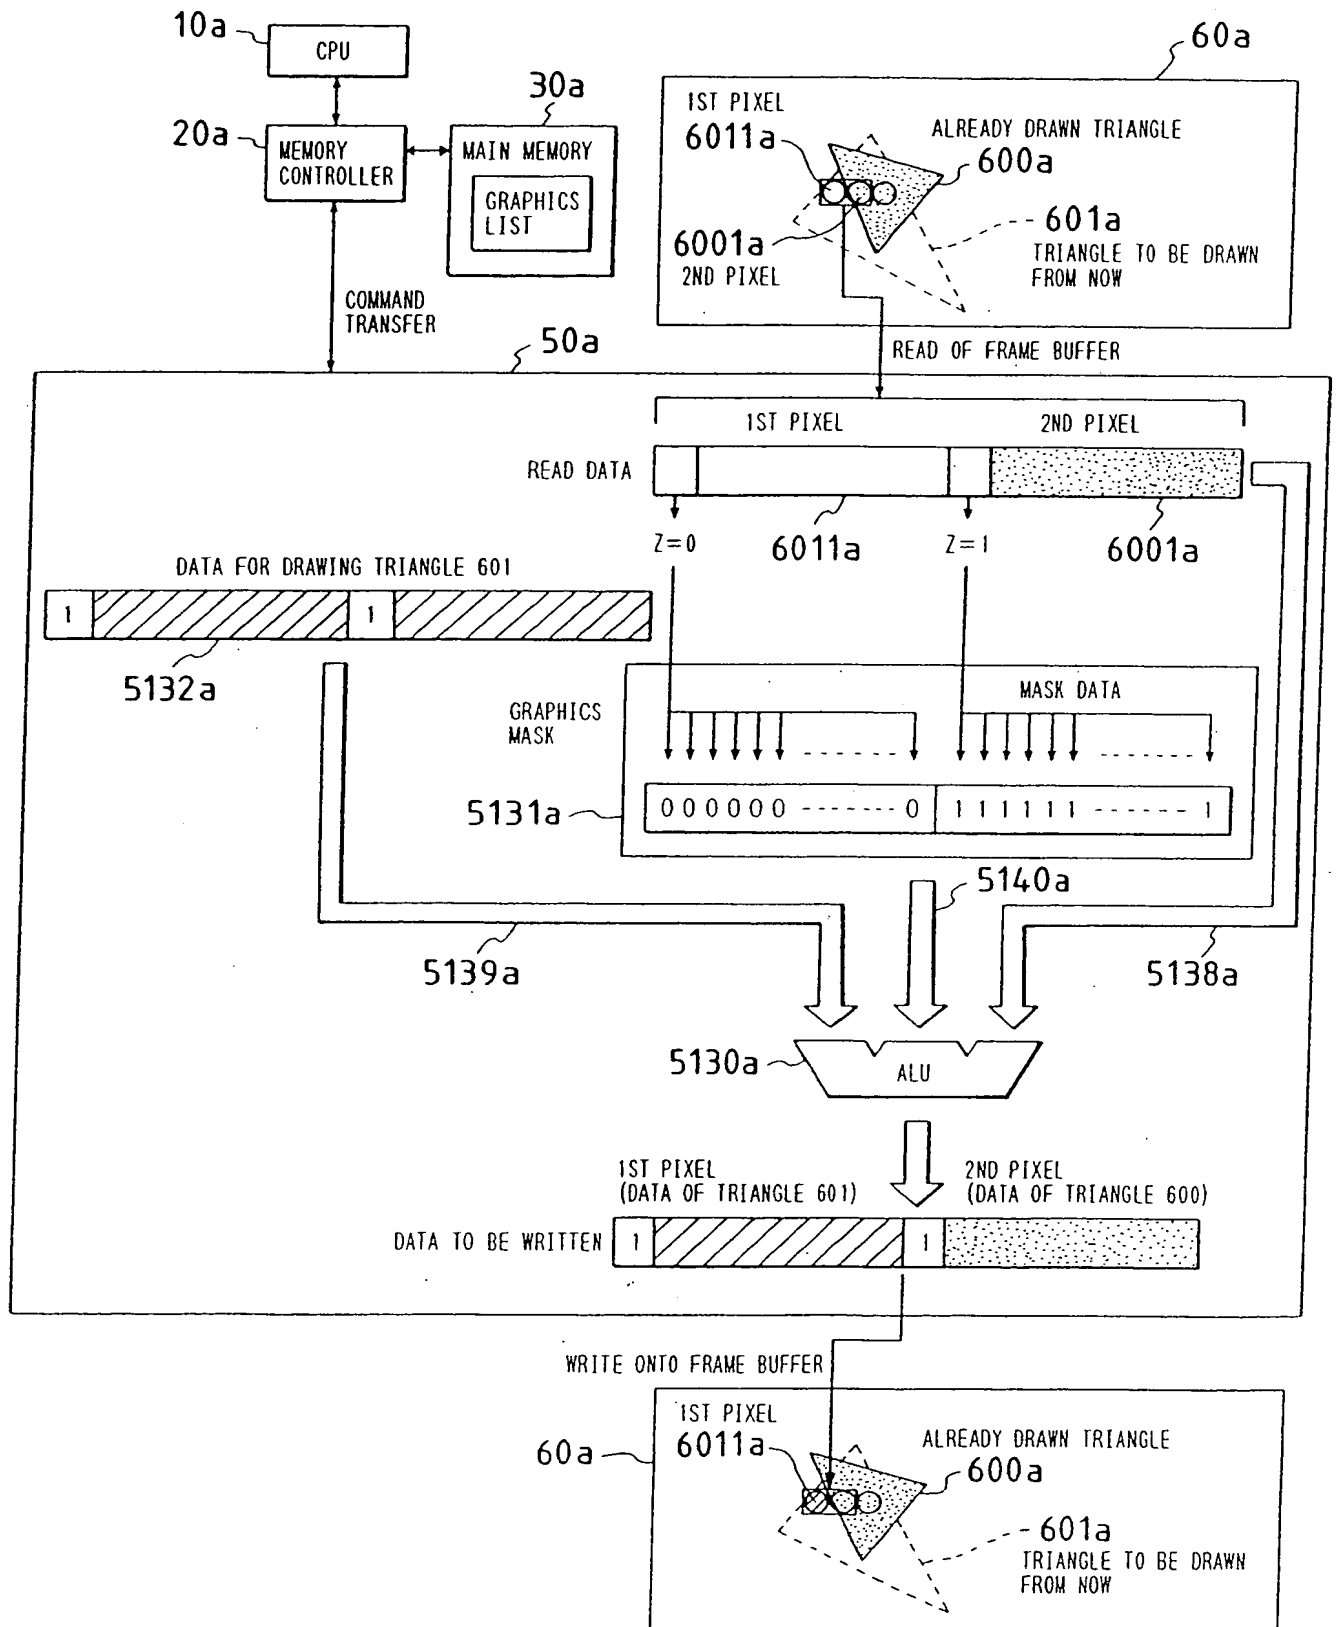 10a
CPU
20a
MEMORY
CONTROLLER
30a
MAIN MEMORY
GRAPHICS
LIST
COMMAND
TRANSFER
60a
1ST PIXEL
6011a
ALREADY DRAWN TRIANGLE
600a
6001a
2ND PIXEL
601a
TRIANGLE TO BE DRAWN
FROM NOW
50a
READ OF FRAME BUFFER
1ST PIXEL
2ND PIXEL
READ DATA
Z=0
6011a
Z=1
6001a
DATA FOR DRAWING TRIANGLE 601
1
1
5132a
GRAPHICS
MASK
MASK DATA
5131a
000000 ------- 0
111111 ------ 1
5140a
5139a
5138a
5130a
ALU
1ST PIXEL
(DATA OF TRIANGLE 601)
2ND PIXEL
(DATA OF TRIANGLE 600)
DATA TO BE WRITTEN
1
1
WRITE ONTO FRAME BUFFER
60a
1ST PIXEL
6011a
ALREADY DRAWN TRIANGLE
600a
601a
TRIANGLE TO BE DRAWN
FROM NOW